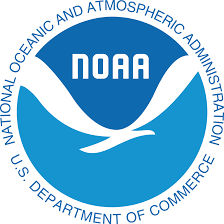 NATIONAL OCEANIC AND ATMOSPHERIC ADMINISTRATION
NOAA
U.S. DEPARTMENT OF COMMERCE